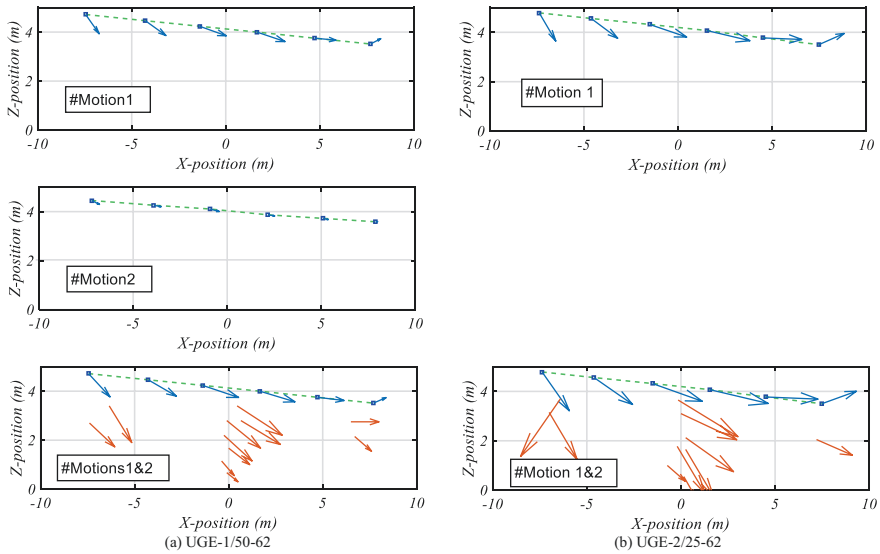 Z-position (m)
4
2
0
#Motion1
-10
-5
0
5
10
X-position (m)
Z-position (m)
4
2
0
#Motion 1
-10
-5
0
5
10
X-position (m)
Z-position (m)
4
2
0
#Motion2
-10
-5
0
5
10
X-position (m)
Z-position (m)
4
2
0
#Motions1&2
-10
-5
0
5
10
X-position (m)
(a) UGE-1/50-62
Z-position (m)
4
2
0
#Motion 1&2
-10
-5
0
5
10
X-position (m)
(b) UGE-2/25-62